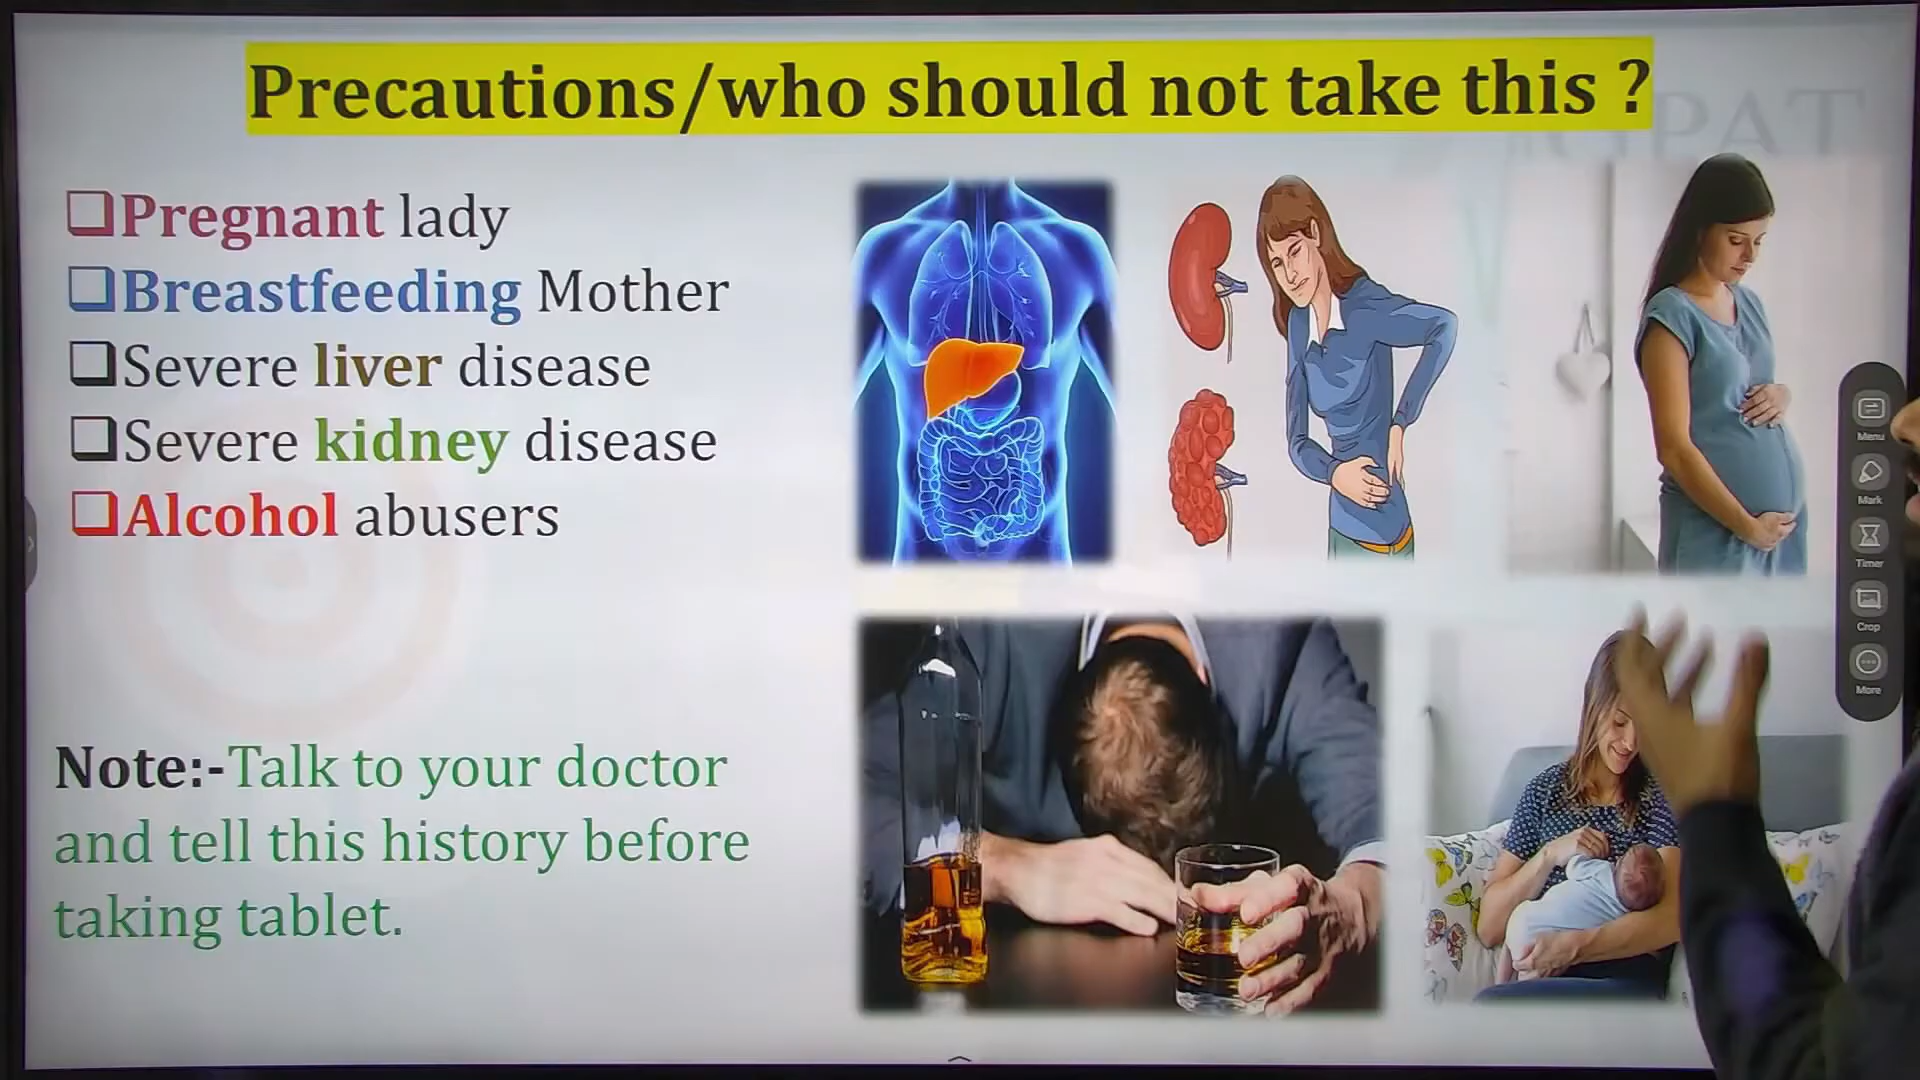 Precautions/who should not take this ?
GPAT
❑Pregnant lady
❑Breastfeeding Mother
❑Severe liver disease
❑Severe kidney disease
❑Alcohol abusers
Note:-Talk to your doctor
and tell this history before
taking tablet.
Menu
Mark
Timer
Crop
More